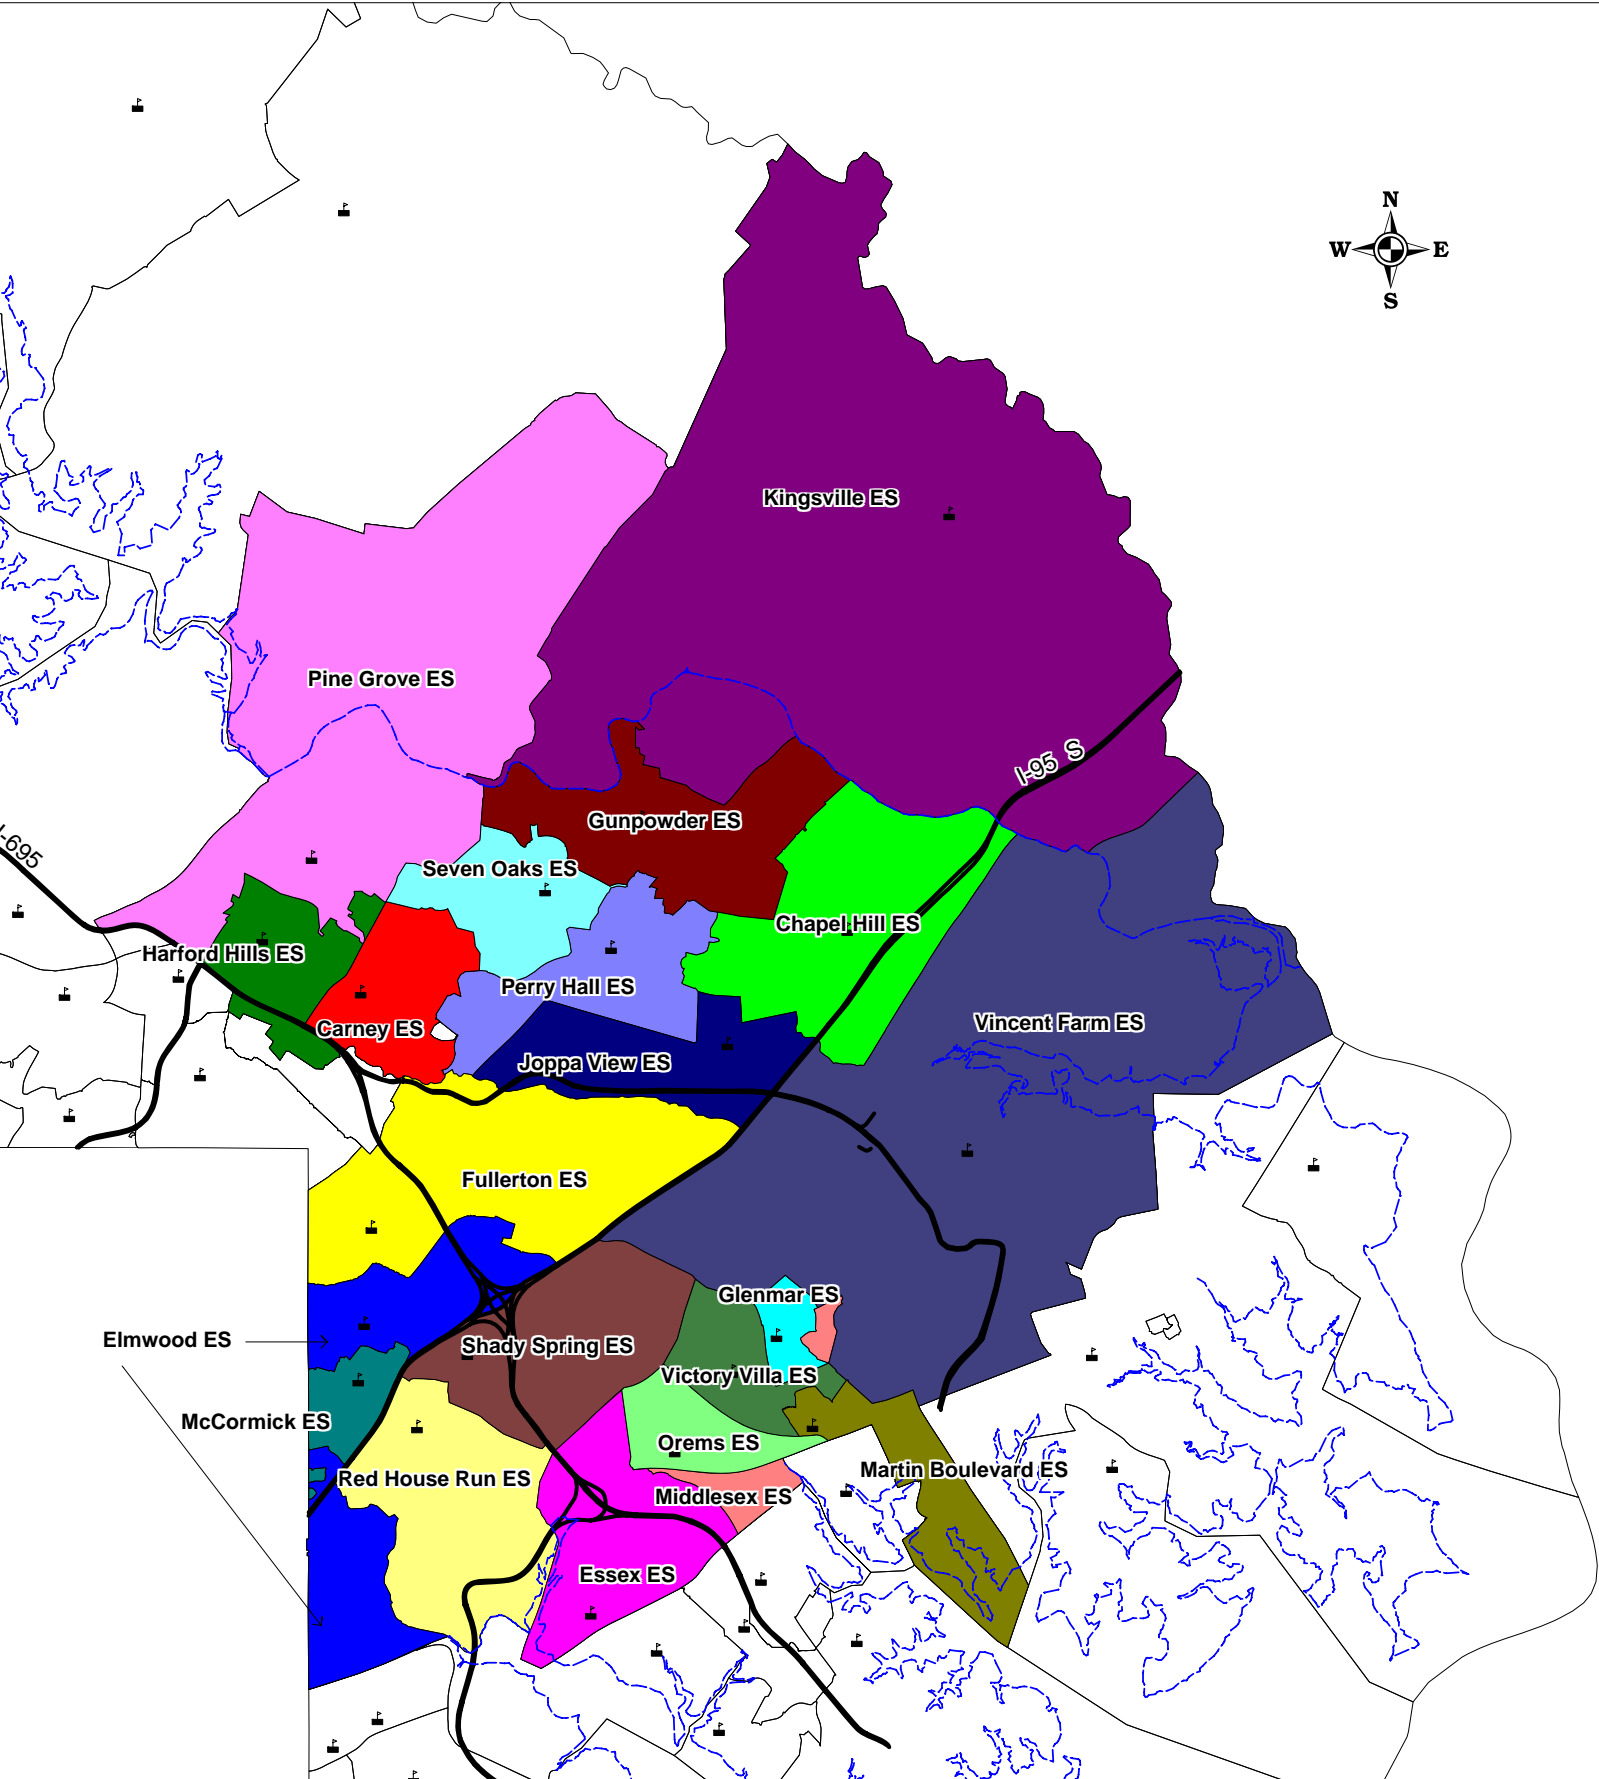 N
W E
S
Kingsville ES
Pine Grove ES
I-95 S
Gunpowder ES
I-695
Seven Oaks ES
Chapel Hill ES
Harford Hills ES
Perry Hall ES
Vincent Farm ES
Carney ES
Joppa View ES
Fullerton ES
Glenmar ES
Elmwood ES
Shady Spring ES
Victory Villa ES
McCormick ES
Orems ES
Martin Boulevard ES
Red House Run ES
Middlesex ES
Essex ES